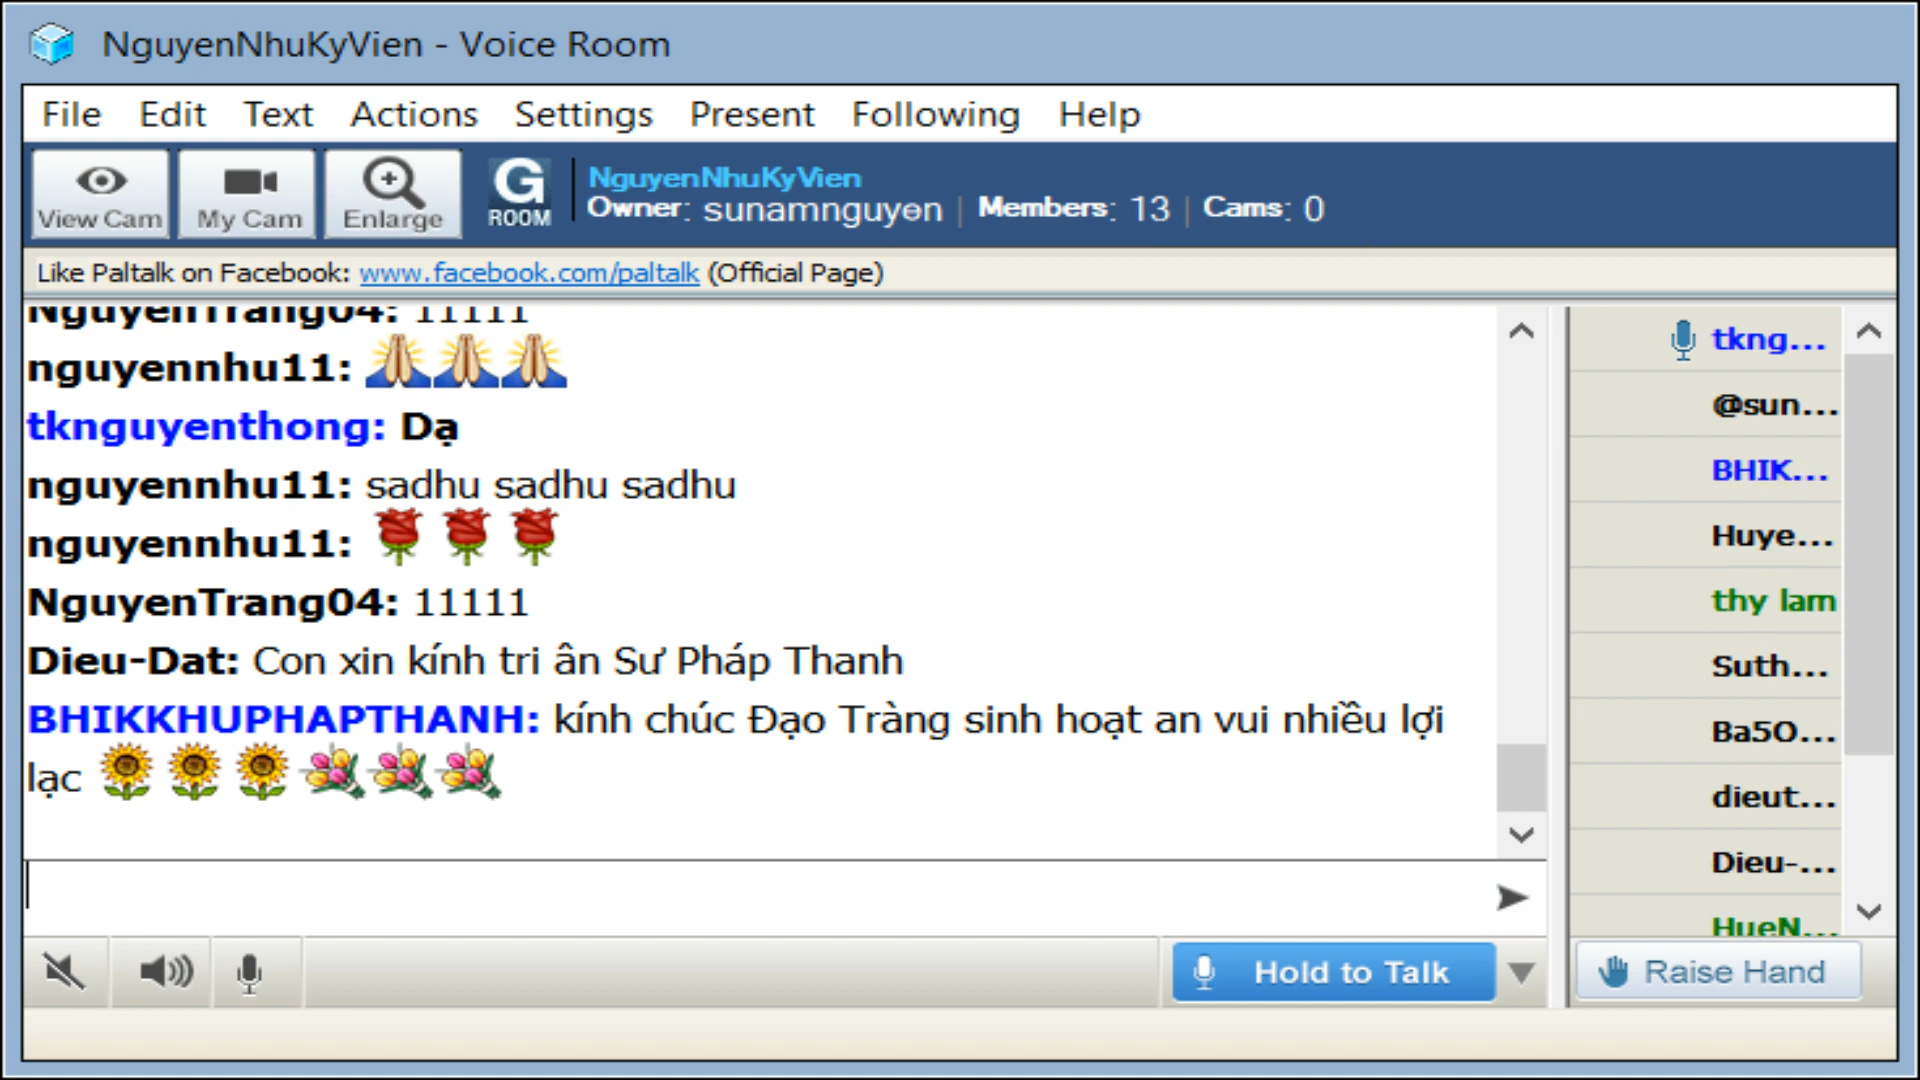 NguyenNhuKyVien - Voice Room
File Edit Text Actions Settings Present Following Help
View Cam My Cam Enlarge G ROOM
NguyenNhuKyVien
Owner: sunamnguyen | Members: 13 | Cams: 0
Like Paltalk on Facebook: www.facebook.com/paltalk (Official Page)
NguyenTrang04: 11111
nguyennhu11:
tknguyenthong: Dạ
nguyennhu11: sadhu sadhu sadhu
nguyennhu11:
NguyenTrang04: 11111
Dieu-Dat: Con xin kính tri ân Sư Pháp Thanh
BHIKKHUPHAPTHANH: kính chúc Đạo Tràng sinh hoạt an vui nhiều lợi
lạc
tkng...
@sun...
BHIK...
Huye...
thy lam
Suth...
Ba5O...
dieut...
Dieu-...
HueN...
Hold to Talk
Raise Hand